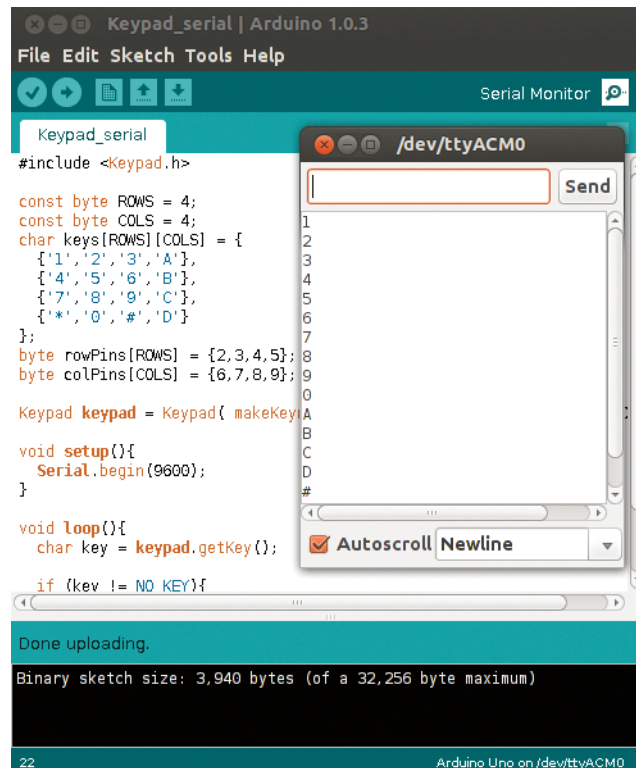 Keypad_serial | Arduino 1.0.3
File Edit Sketch Tools Help
Serial Monitor
Keypad_serial
#include <Keypad.h>
const byte ROWS = 4;
const byte COLS = 4;
char keys[ROWS][COLS] = {
{'1','2','3','A'},
{'4','5','6','B'},
{'7','8','9','C'},
{'*','0','#','D'}
};
byte rowPins[ROWS] = {2,3,4,5};
byte colPins[COLS] = {6,7,8,9};
Keypad keypad = Keypad( makeKey
void setup(){
Serial.begin(9600);
}
void loop(){
char key = keypad.getKey();
if (key != NO_KEY){
/dev/ttyACM0
Send
1
2
3
4
5
6
7
8
9
0
A
B
C
D
#
Autoscroll Newline
Done uploading.
Binary sketch size: 3,940 bytes (of a 32,256 byte maximum)
22 Arduino Uno on /dev/ttyACM0